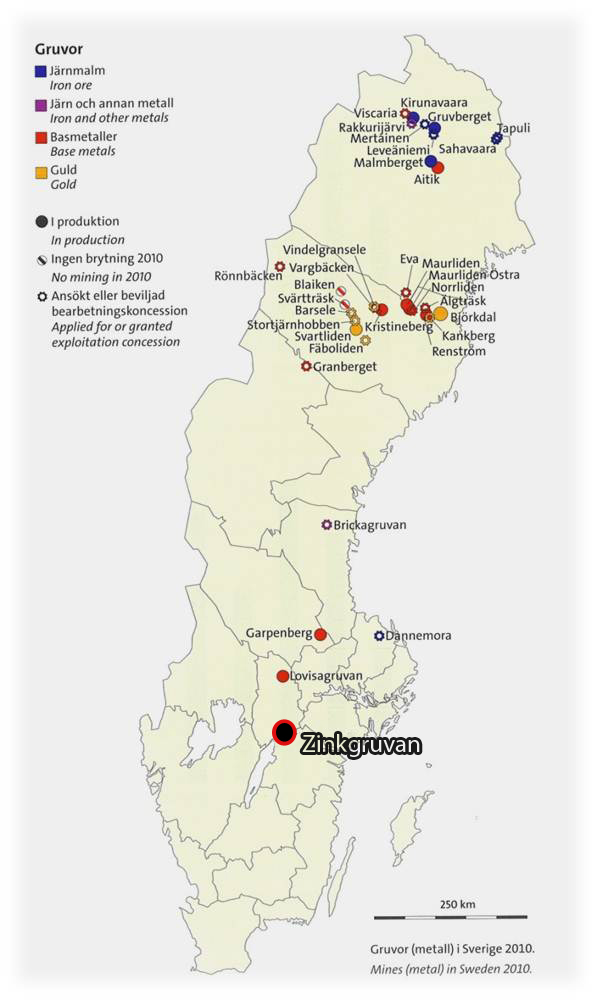 Gruvor
Järnmalm
Iron ore
Järn och annan metall
Iron and other metals
Basmetaller
Base metals
Guld
Gold
I produktion
In production
Ingen brytning 2010
No mining in 2010
Ansökt eller beviljad
bearbetningskoncession
Applied for or granted
exploitation concession
Kirunavaara
Viscaria
Gruvberget
Rakkurijärvi
Tapuli
Mertainen
Leveäniemi
Sahavaara
Malmberget
Aitik
Vindelgransele
Eva
Maurliden
Rönnbäcken
Vargbäcken
Maurliden Östra
Blaiken
Norrliden
Svärtträsk
Älgträsk
Barsele
Björkdal
Stortjärnhobben
Kristineberg
Kankberg
Svartliden
Renström
Fäboliden
Granberget
Brickagruvan
Garpenberg
Dannemora
Lovisagruvan
Zinkgruvan
250 km
Gruvor (metall) i Sverige 2010.
Mines (metal) in Sweden 2010.